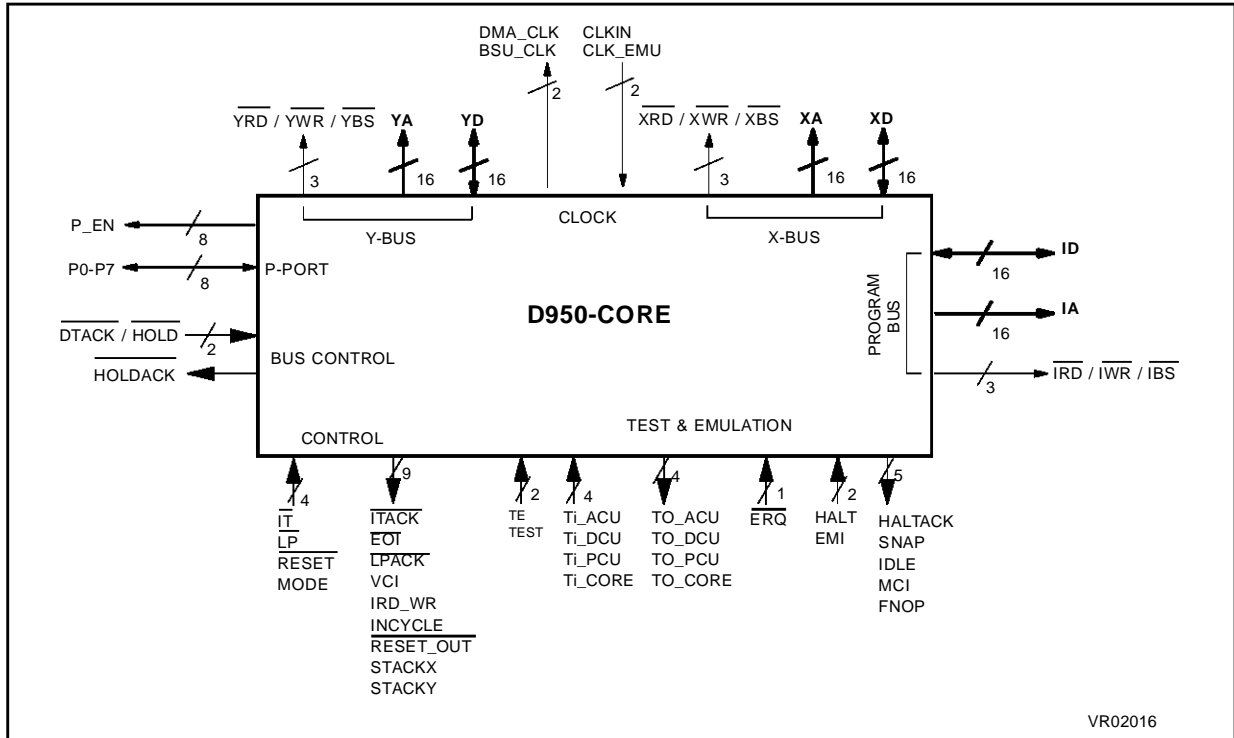 DMA_CLK CLKIN
BSU_CLK CLK_EMU
2 2
YRD / YWR / YBS YA YD XRD / XWR / XBS XA XD
3 16 16 3 16 16
CLOCK
Y-BUS X-BUS
P_EN 8
P0-P7 8 P-PORT
ID 16
PROGRAM
BUS
D950-CORE
IA 16
DTACK / HOLD 2
BUS CONTROL
HOLDACK
IRD / IWR / IBS 3
CONTROL TEST & EMULATION
4 9 2 4 4 1 2 5
IT
LP
RESET
MODE
ITACK
EOI
LPACK
VCI
IRD_WR
INCYCLE
RESET_OUT
STACKX
STACKY
TE
TEST
Ti_ACU
Ti_DCU
Ti_PCU
Ti_CORE
TO_ACU
TO_DCU
TO_PCU
TO_CORE
ERQ
HALT
EMI
HALTACK
SNAP
IDLE
MCI
FNOP
VR02016